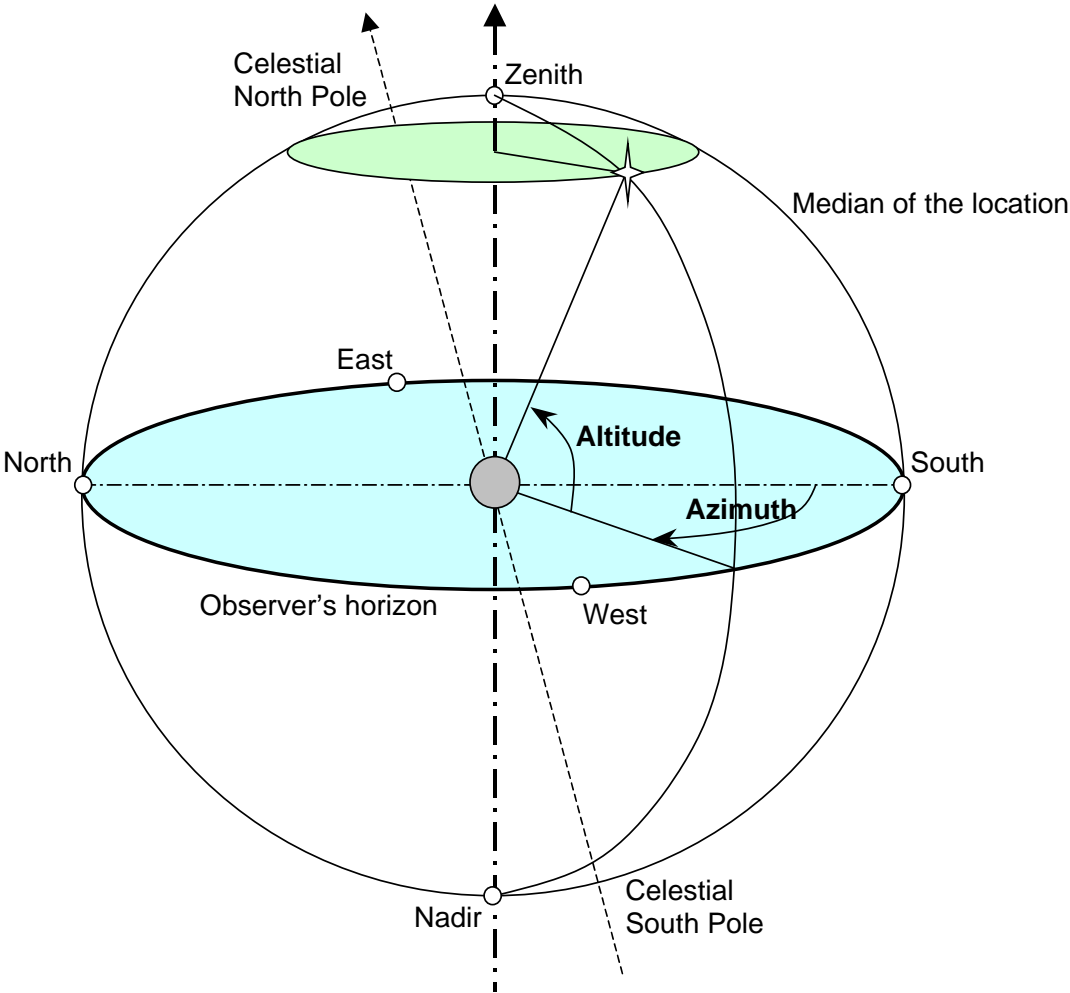 Celestial
North Pole
Zenith
Median of the location
East
Altitude
North
South
Azimuth
Observer’s horizon
West
Celestial
South Pole
Nadir